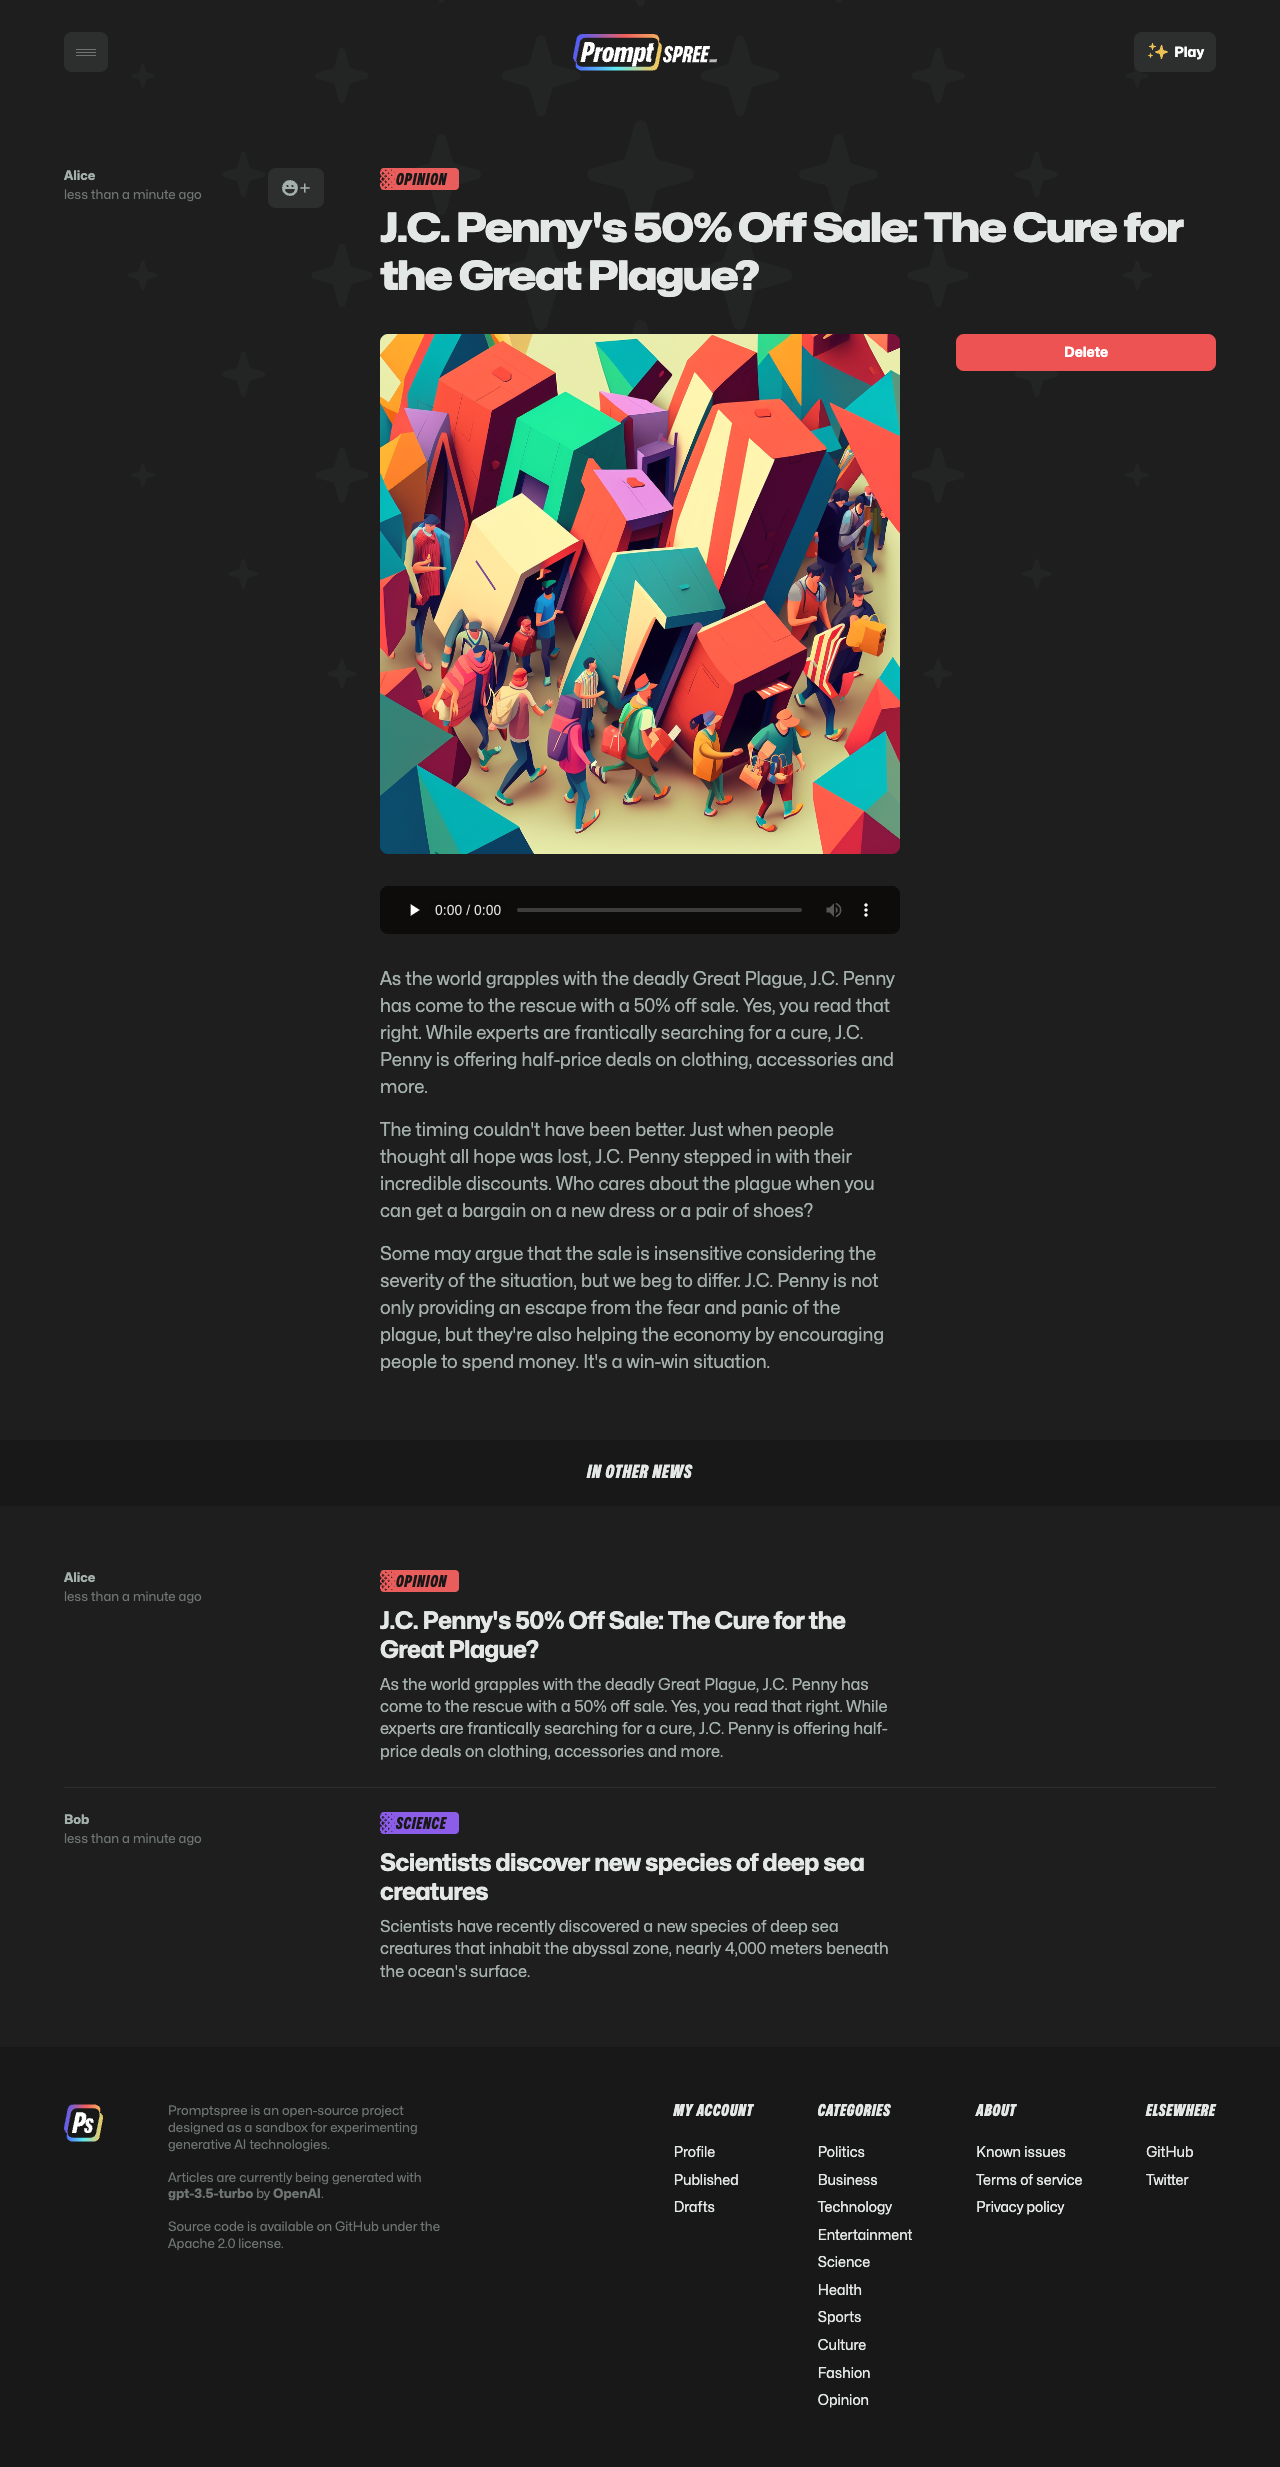 Prompt SPREE
Play
Alice
less than a minute ago
OPINION
J.C. Penny's 50% Off Sale: The Cure for
the Great Plague?
Delete
0:00 / 0:00
As the world grapples with the deadly Great Plague, J.C. Penny
has come to the rescue with a 50% off sale. Yes, you read that
right. While experts are frantically searching for a cure, J.C.
Penny is offering half-price deals on clothing, accessories and
more.
The timing couldn't have been better. Just when people
thought all hope was lost, J.C. Penny stepped in with their
incredible discounts. Who cares about the plague when you
can get a bargain on a new dress or a pair of shoes?
Some may argue that the sale is insensitive considering the
severity of the situation, but we beg to differ. J.C. Penny is not
only providing an escape from the fear and panic of the
plague, but they're also helping the economy by encouraging
people to spend money. It's a win-win situation.
IN OTHER NEWS
Alice
less than a minute ago
OPINION
J.C. Penny's 50% Off Sale: The Cure for the
Great Plague?
As the world grapples with the deadly Great Plague, J.C. Penny has
come to the rescue with a 50% off sale. Yes, you read that right. While
experts are frantically searching for a cure, J.C. Penny is offering half-
price deals on clothing, accessories and more.
Bob
less than a minute ago
SCIENCE
Scientists discover new species of deep sea
creatures
Scientists have recently discovered a new species of deep sea
creatures that inhabit the abyssal zone, nearly 4,000 meters beneath
the ocean's surface.
Ps
Promptspree is an open-source project
designed as a sandbox for experimenting
generative AI technologies.
Articles are currently being generated with
gpt-3.5-turbo by OpenAI.
Source code is available on GitHub under the
Apache 2.0 license.
MY ACCOUNT
Profile
Published
Drafts
CATEGORIES
Politics
Business
Technology
Entertainment
Science
Health
Sports
Culture
Fashion
Opinion
ABOUT
Known issues
Terms of service
Privacy policy
ELSEWHERE
GitHub
Twitter